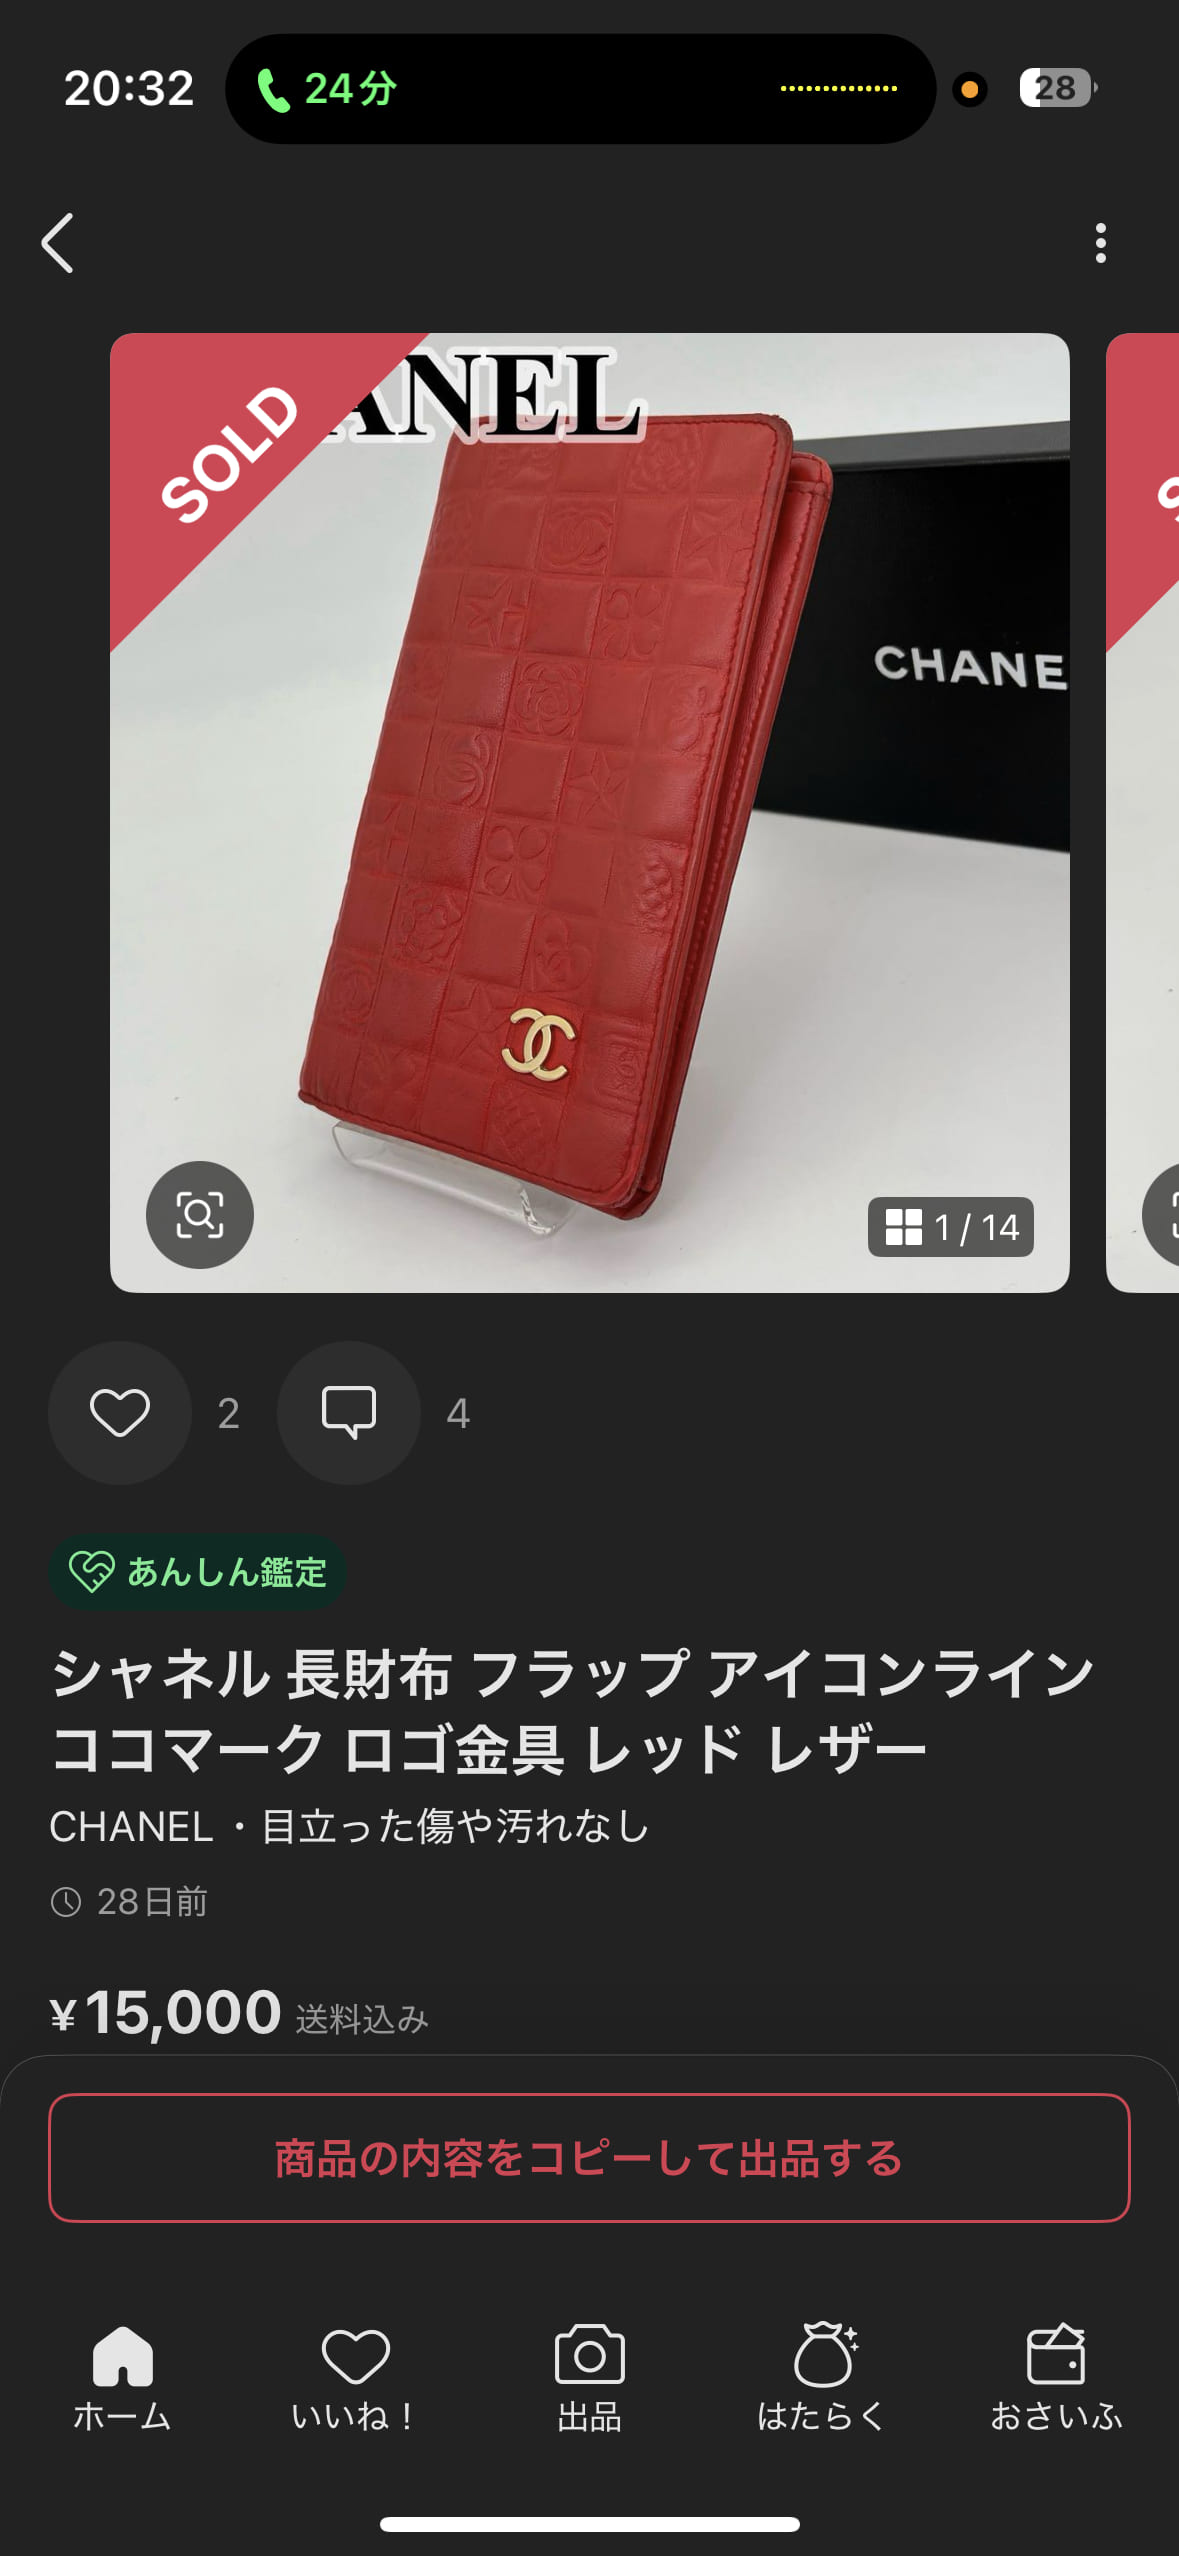 20:32
24分
28
SOLD
ANEL
CHANE
1 / 14
2
4
あんしん鑑定
シャネル 長財布 フラップ アイコンライン
ココマーク ロゴ金具 レッド レザー
CHANEL・目立った傷や汚れなし
28日前
¥15,000 送料込み
商品の内容をコピーして出品する
ホーム
いいね!
出品
はたらく
おさいふ